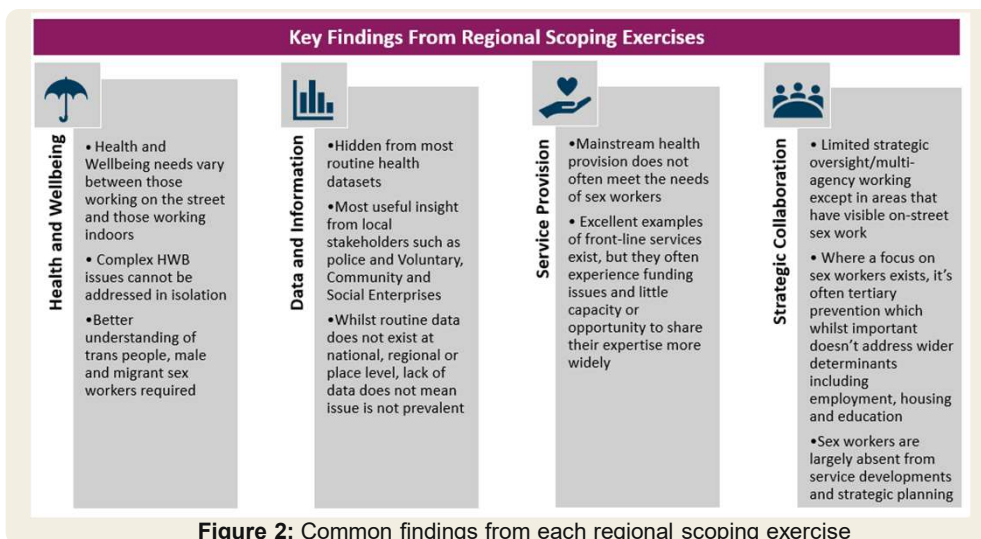 Key Findings From Regional Scoping Exercises
Health and Wellbeing
• Health and
Wellbeing needs vary
between those
working on the street
and those working
indoors
• Complex HWB
issues cannot be
addressed in isolation
•Better
understanding of
trans people, male
and migrant sex
workers required
Data and Information
•Hidden from most
routine health
datasets
•Most useful insight
from local
stakeholders such as
police and Voluntary,
Community and
Social Enterprises
•Whilst routine data
does not exist at
national, regional or
place level, lack of
data does not mean
issue is not prevalent
Service Provision
•Mainstream health
provision does not
often meet the needs
of sex workers
• Excellent examples
of front-line services
exist, but they often
experience funding
issues and little
capacity or
opportunity to share
their expertise more
widely
Strategic Collaboration
• Limited strategic
oversight/multi-
agency working
except in areas that
have visible on-street
sex work
• Where a focus on
sex workers exists, it's
often tertiary
prevention which
whilst important
doesn't address wider
determinants
including
employment, housing
and education
•Sex workers are
largely absent from
service developments
and strategic planning
Figure 2: Common findings from each regional scoping exercise